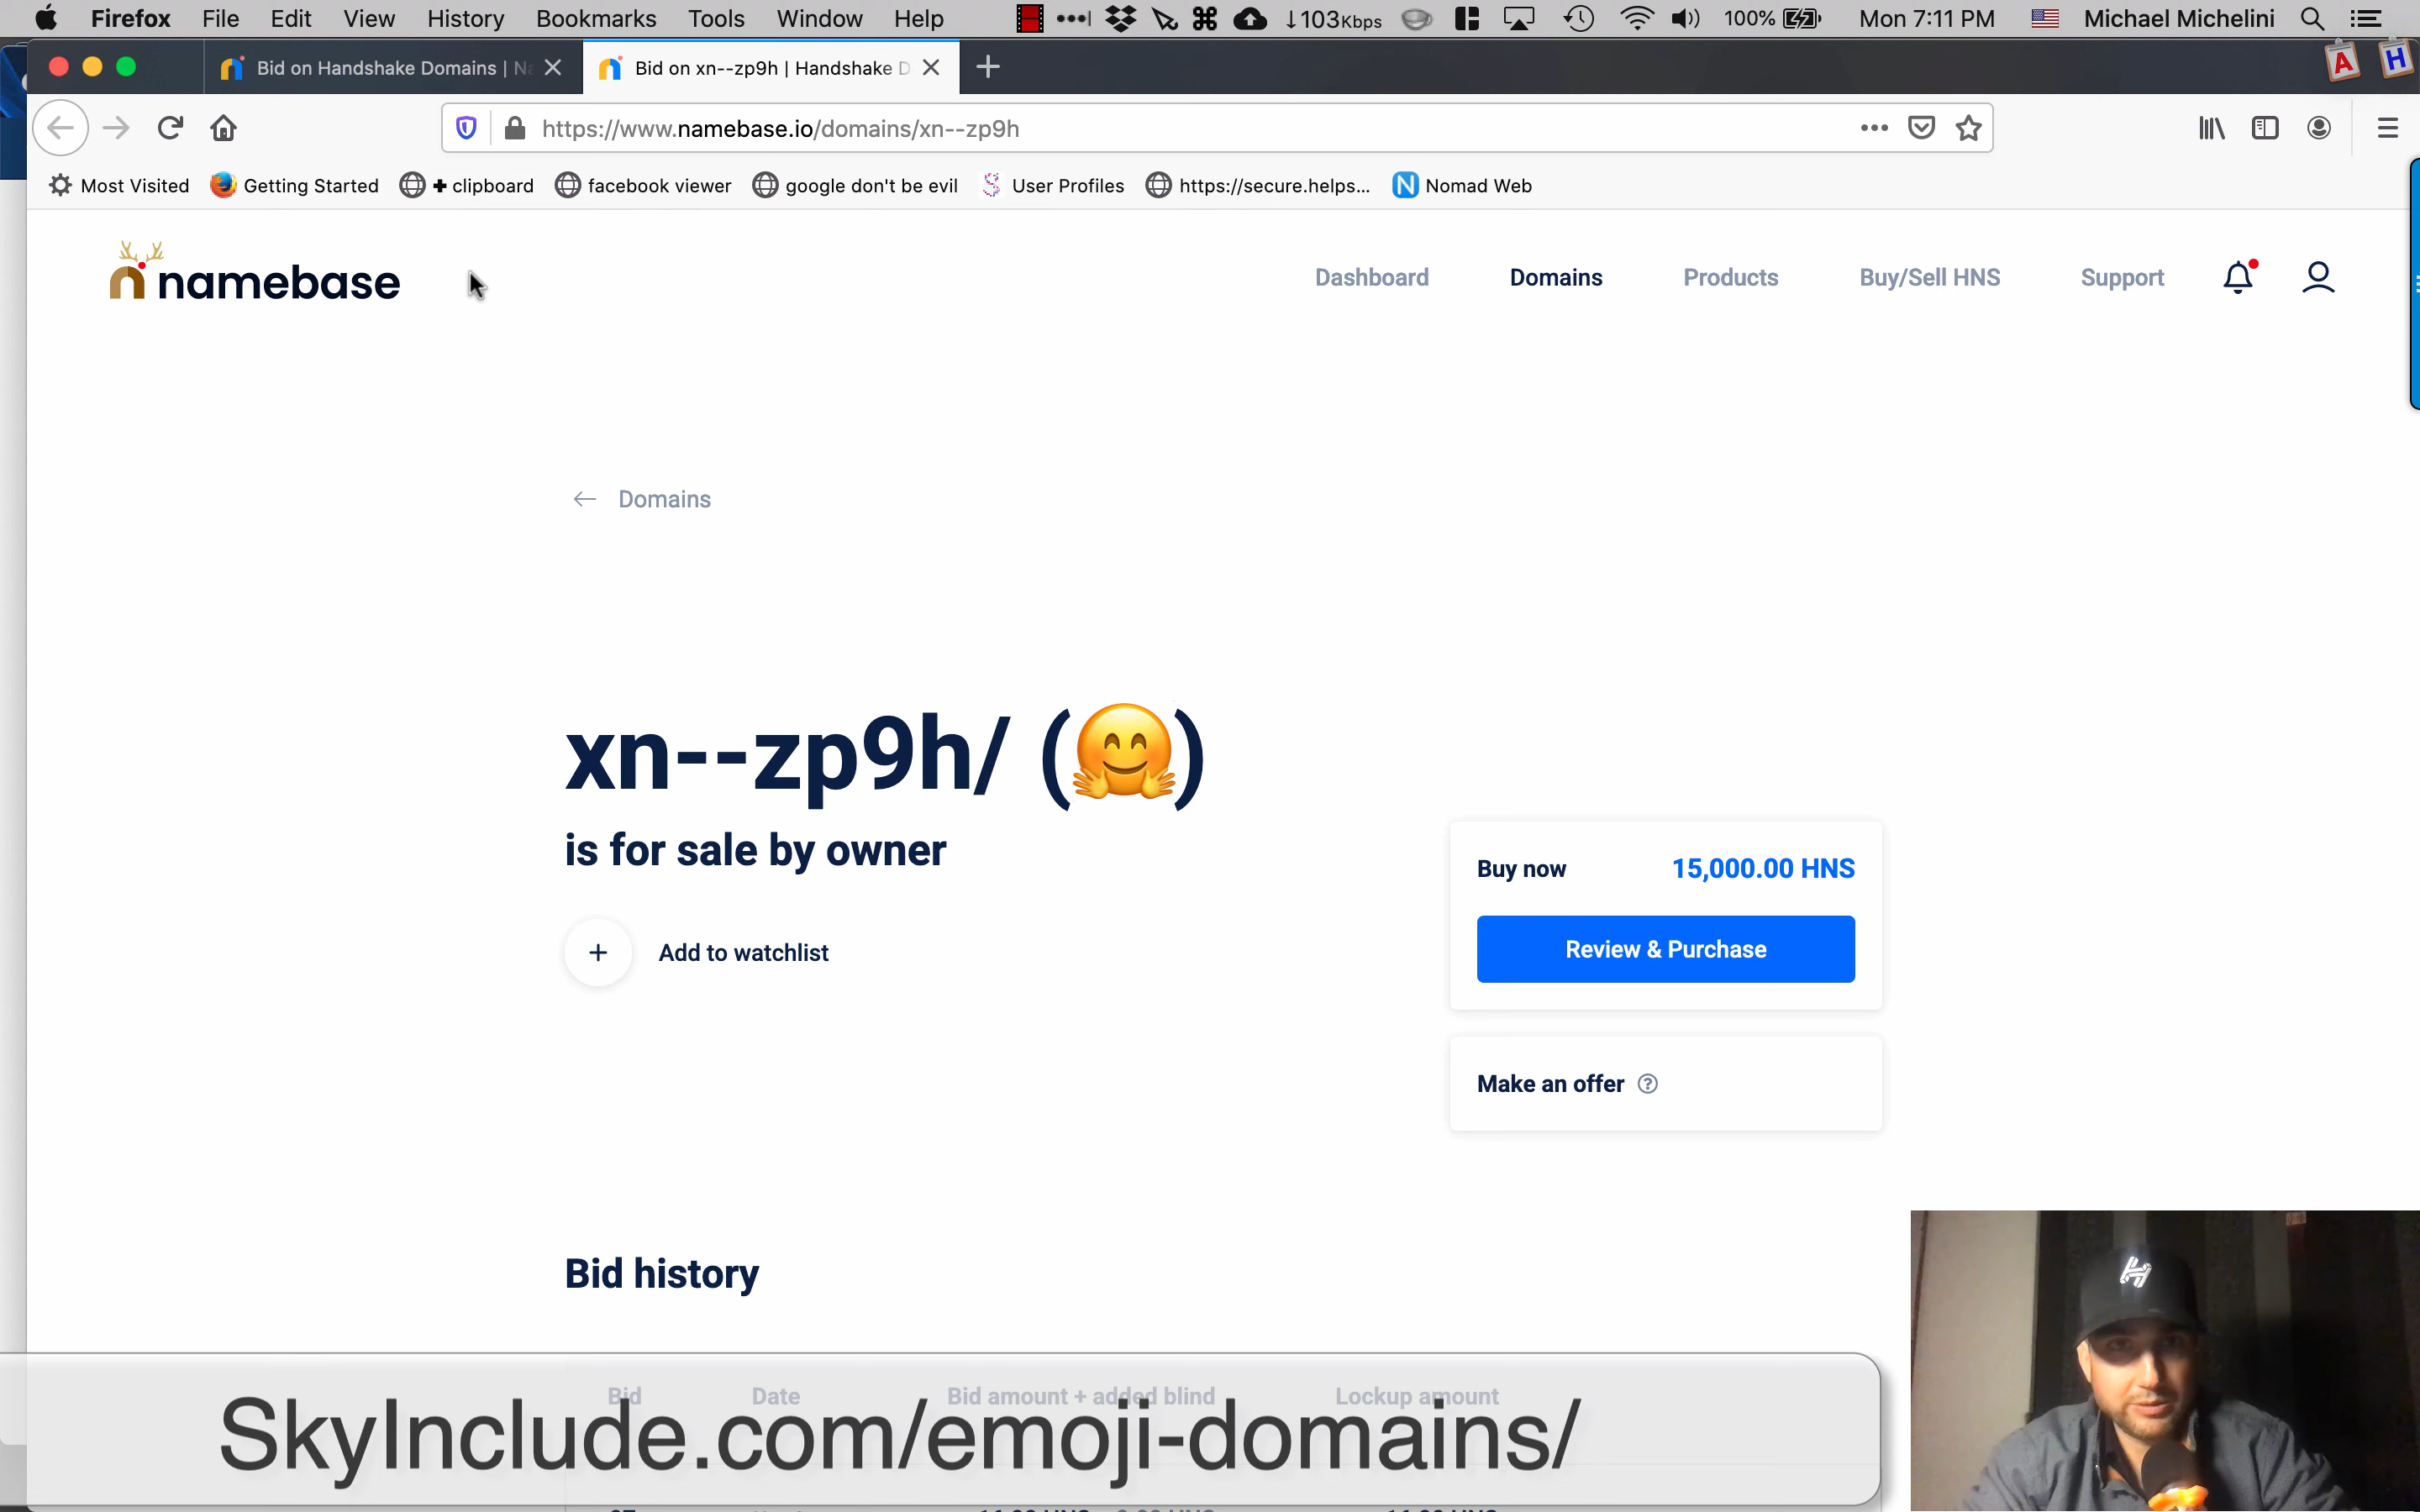 Firefox File Edit View History Bookmarks Tools Window Help ↓103Kbps 100% Mon 7:11 PM Michael Michelini
Bid on Handshake Domains | Na
Bid on xn--zp9h | Handshake D
A H
https://www.namebase.io/domains/xn--zp9h
Most Visited Getting Started + clipboard facebook viewer google don't be evil User Profiles https://secure.helps... Nomad Web
namebase
Dashboard Domains Products Buy/Sell HNS Support
← Domains
xn--zp9h/ (🤗)
is for sale by owner
+ Add to watchlist
Buy now 15,000.00 HNS
Review & Purchase
Make an offer ?
Bid history
Bid Date Bid amount + added blind Lockup amount
SkyInclude.com/emoji-domains/
H